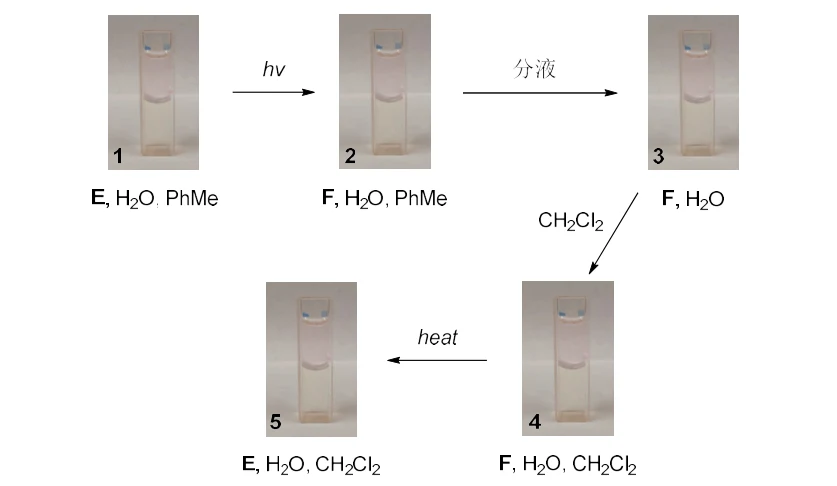 1
hv
2
分液
3
E, H₂O, PhMe
F, H₂O, PhMe
F, H₂O
CH₂Cl₂
heat
5
4
E, H₂O, CH₂Cl₂
F, H₂O, CH₂Cl₂